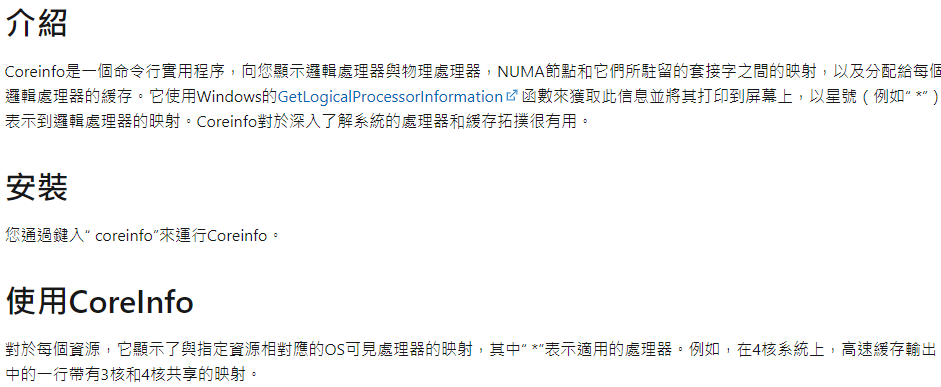 介紹
Coreinfo是一個命令行實用程序，向您顯示邏輯處理器與物理處理器，NUMA節點和它們所駐留的套接字之間的映射，以及分配給每個
邏輯處理器的緩存。它使用Windows的GetLogicalProcessorInformation 函數來獲取此信息並將其打印到屏幕上，以星號（例如“ *”）
表示到邏輯處理器的映射。Coreinfo對於深入了解系統的處理器和緩存拓撲很有用。
安裝
您通過鍵入“ coreinfo”來運行Coreinfo。
使用CoreInfo
對於每個資源，它顯示了與指定資源相對應的OS可見處理器的映射，其中“ *”表示適用的處理器。例如，在4核系統上，高速緩存輸出
中的一行帶有3核和4核共享的映射。